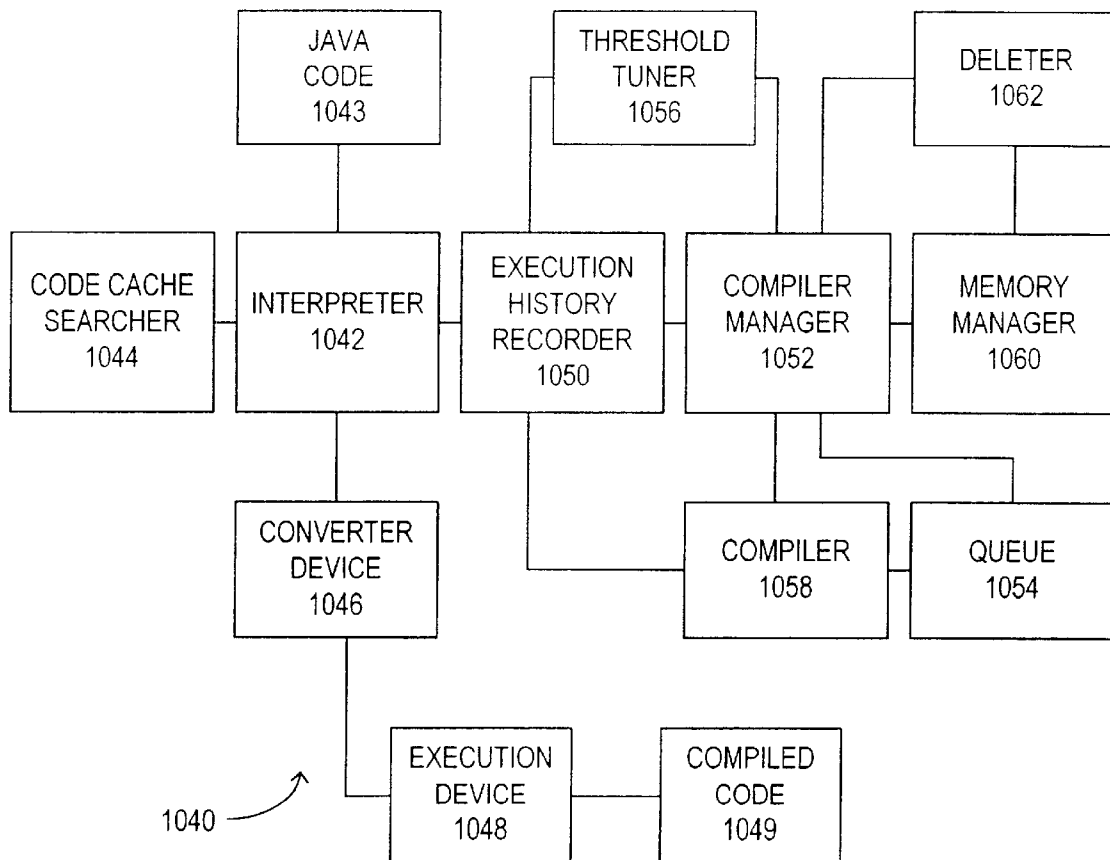 JAVA
CODE
1043
THRESHOLD
TUNER
1056
DELETER
1062
CODE CACHE
SEARCHER
1044
INTERPRETER
1042
EXECUTION
HISTORY
RECORDER
1050
COMPILER
MANAGER
1052
MEMORY
MANAGER
1060
CONVERTER
DEVICE
1046
COMPILER
1058
QUEUE
1054
EXECUTION
DEVICE
1048
COMPILED
CODE
1049
1040